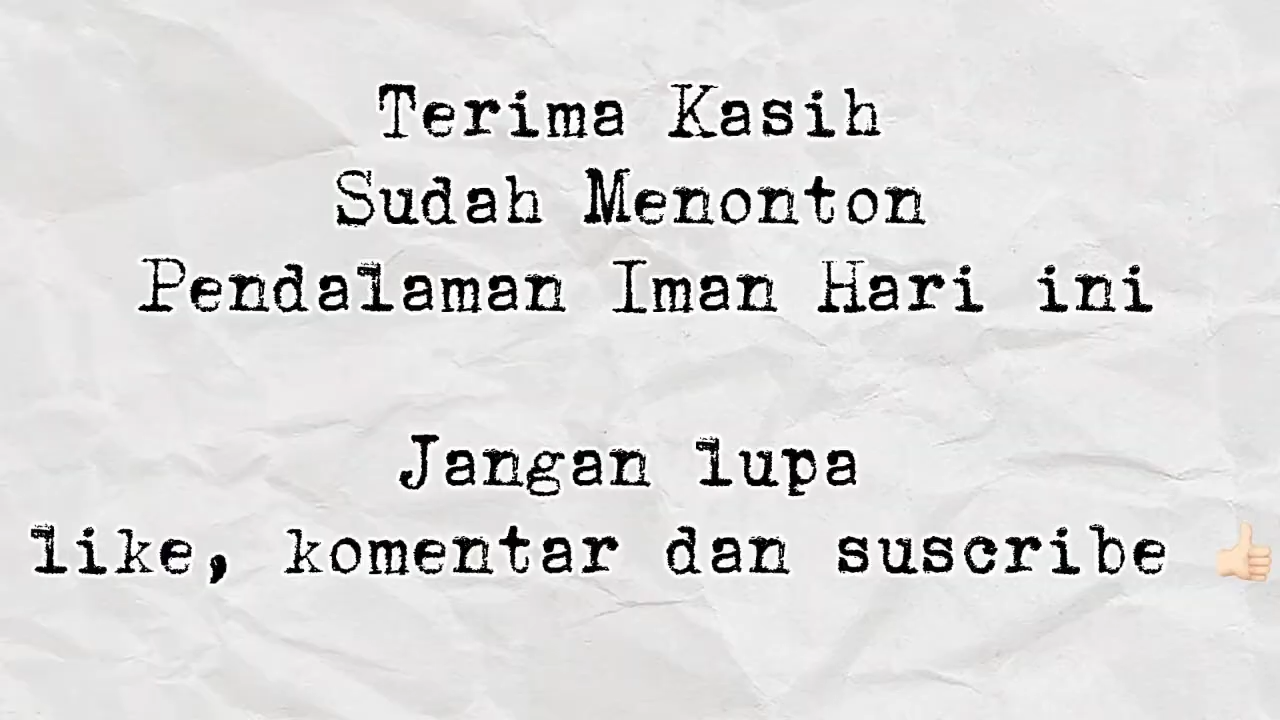 Terima Kasih
Sudah Menonton
Pendalaman Iman Hari ini
Jangan lupa
like, komentar dan suscribe 👍🏻